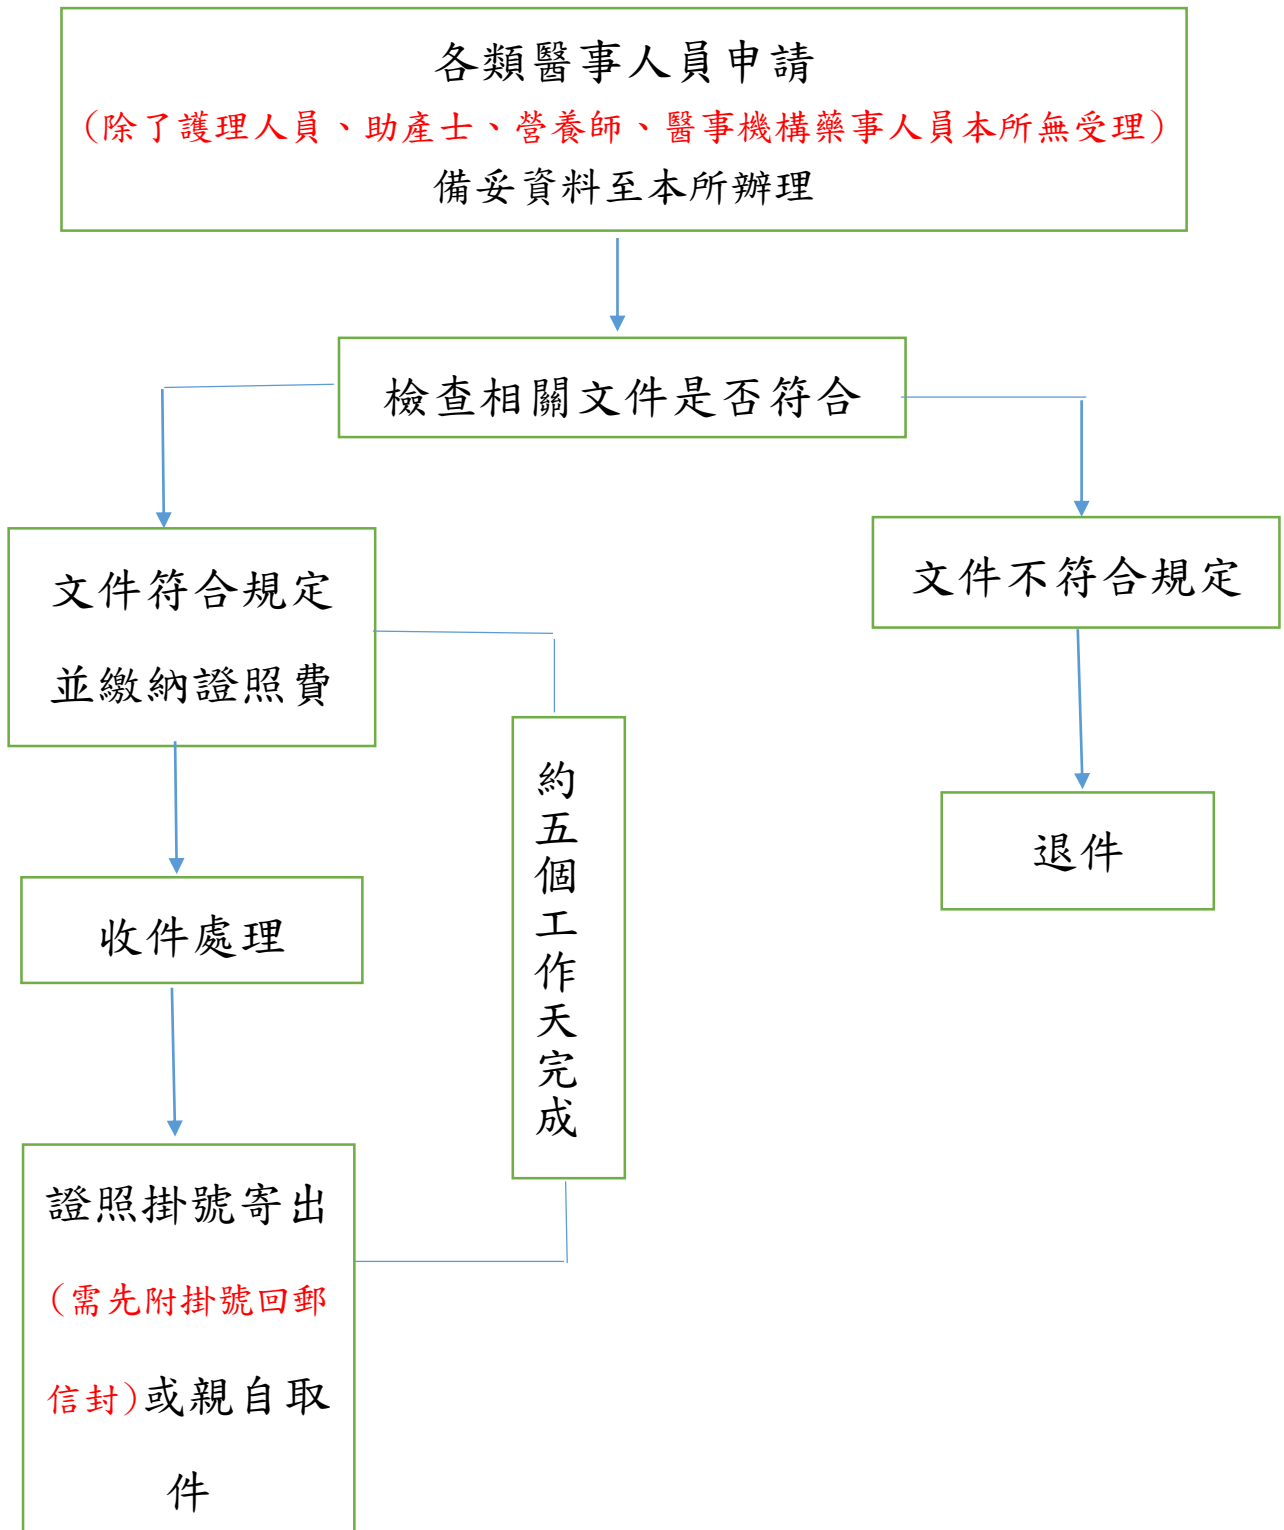 各類醫事人員申請
(除了護理人員、助產士、營養師、醫事機構藥事人員本所無受理)
備妥資料至本所辦理
檢查相關文件是否符合
文件符合規定
並繳納證照費
文件不符合規定
約五個工作天完成
退件
收件處理
證照掛號寄出
(需先附掛號回郵
信封)或親自取
件